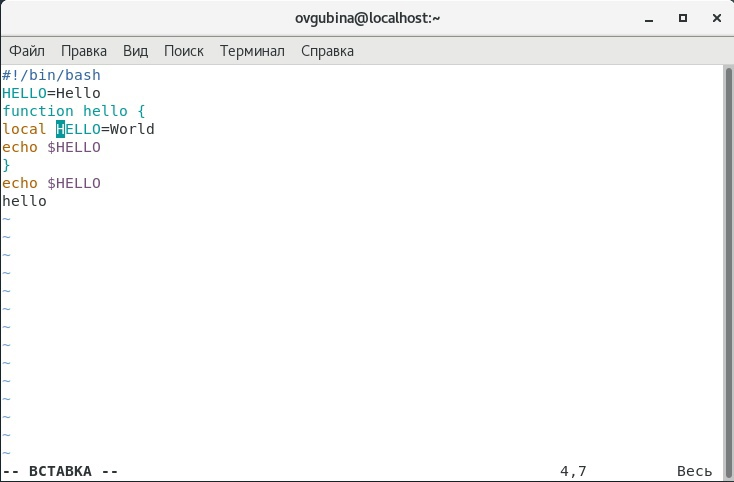 ovgubina@localhost:~
Файл Правка Вид Поиск Терминал Справка
#!/bin/bash
HELLO=Hello
function hello {
local HELLO=World
echo $HELLO
}
echo $HELLO
hello
~
~
~
~
~
~
~
~
~
~
~
~
~
~
-- ВСТАВКА -- 4,7 Весь